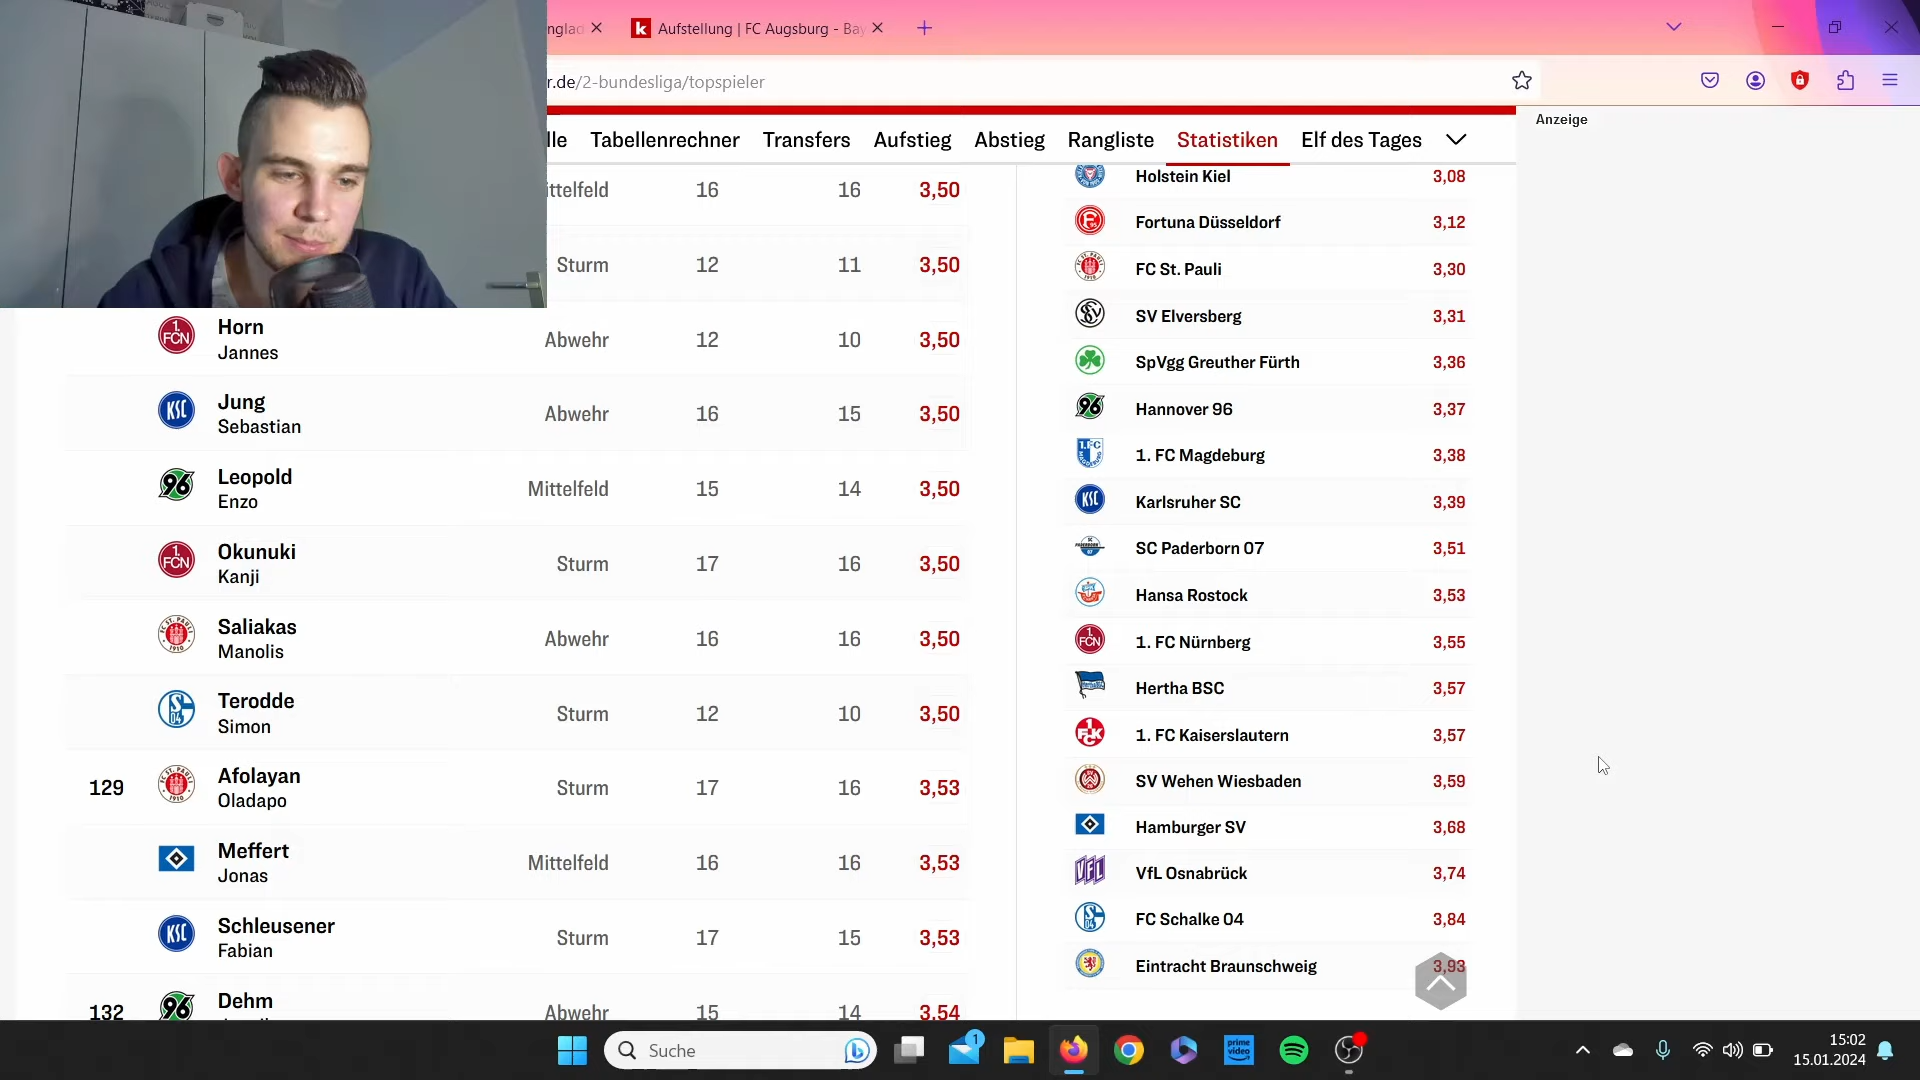 englad
Aufstellung | FC Augsburg - Bay
r.de/2-bundesliga/topspieler
Anzeige
lle Tabellenrechner Transfers Aufstieg Abstieg Rangliste Statistiken Elf des Tages
ittelfeld 16 16 3,50
Sturm 12 11 3,50
Horn
Jannes
Abwehr 12 10 3,50
Jung
Sebastian
Abwehr 16 15 3,50
Leopold
Enzo
Mittelfeld 15 14 3,50
Okunuki
Kanji
Sturm 17 16 3,50
Saliakas
Manolis
Abwehr 16 16 3,50
Terodde
Simon
Sturm 12 10 3,50
129
Afolayan
Oladapo
Sturm 17 16 3,53
Meffert
Jonas
Mittelfeld 16 16 3,53
Schleusener
Fabian
Sturm 17 15 3,53
132
Dehm
Abwehr 15 14 3,54
Holstein Kiel 3,08
Fortuna Düsseldorf 3,12
FC St. Pauli 3,30
SV Elversberg 3,31
SpVgg Greuther Fürth 3,36
Hannover 96 3,37
1. FC Magdeburg 3,38
Karlsruher SC 3,39
SC Paderborn 07 3,51
Hansa Rostock 3,53
1. FC Nürnberg 3,55
Hertha BSC 3,57
1. FC Kaiserslautern 3,57
SV Wehen Wiesbaden 3,59
Hamburger SV 3,68
VfL Osnabrück 3,74
FC Schalke 04 3,84
Eintracht Braunschweig 3,93
Suche
1
prime video
15:02
15.01.2024